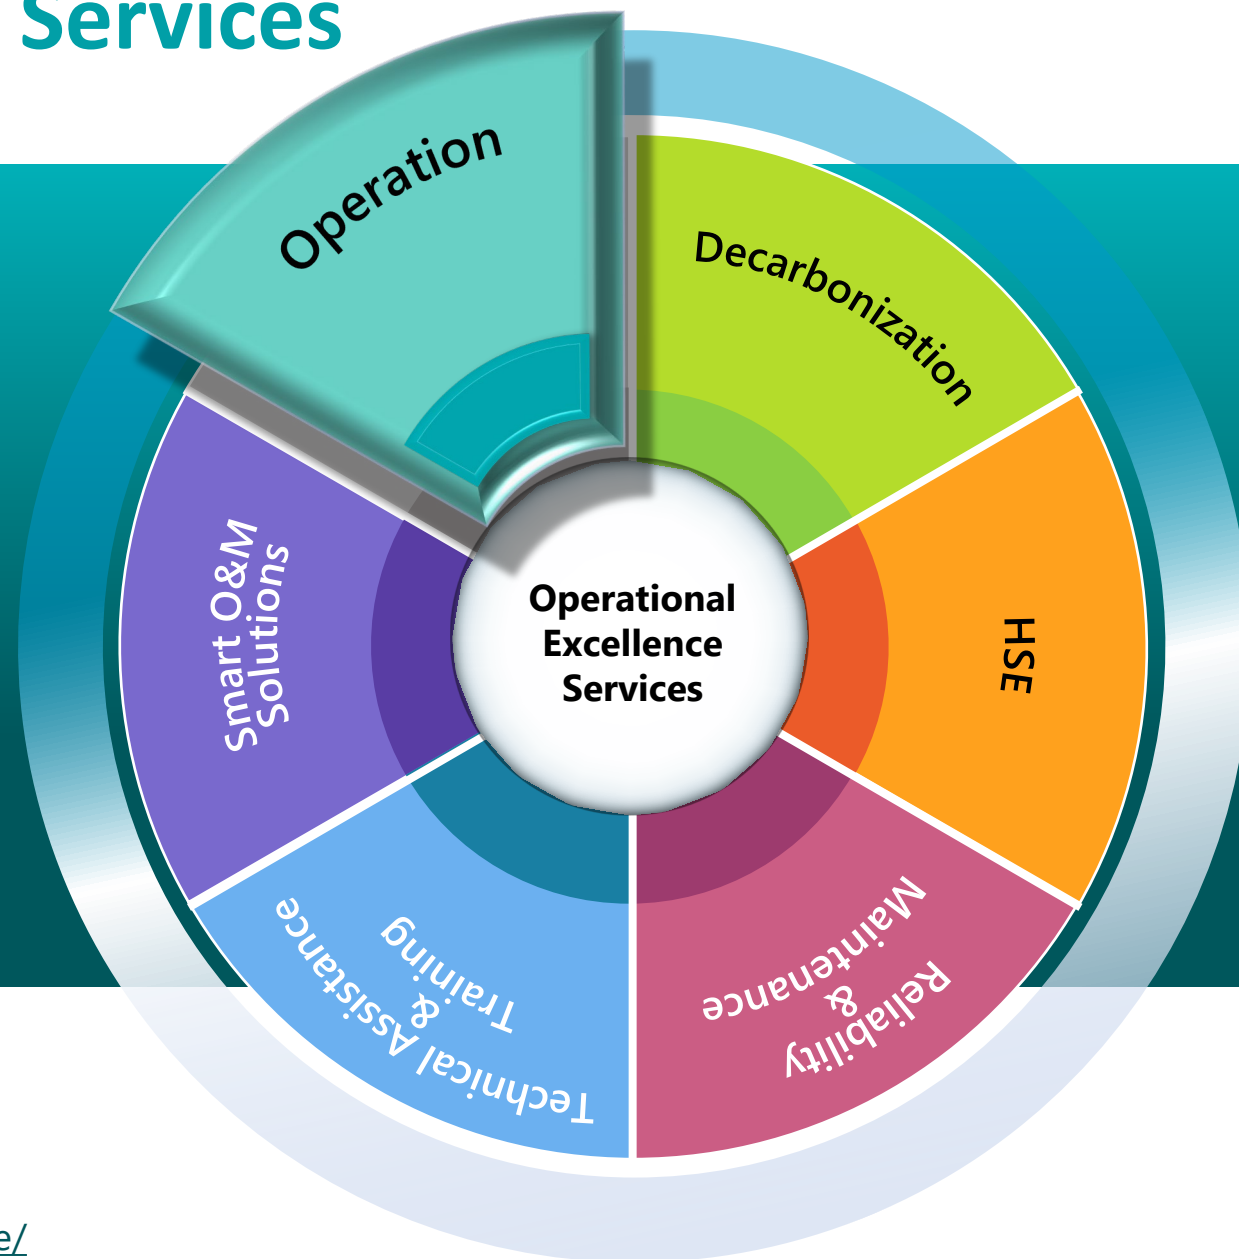 Services
Operation
Decarbonization
HSE
Reliability
&
Maintenance
Technical Assistance
&
Training
Smart O&M
Solutions
Operational
Excellence
Services
e/